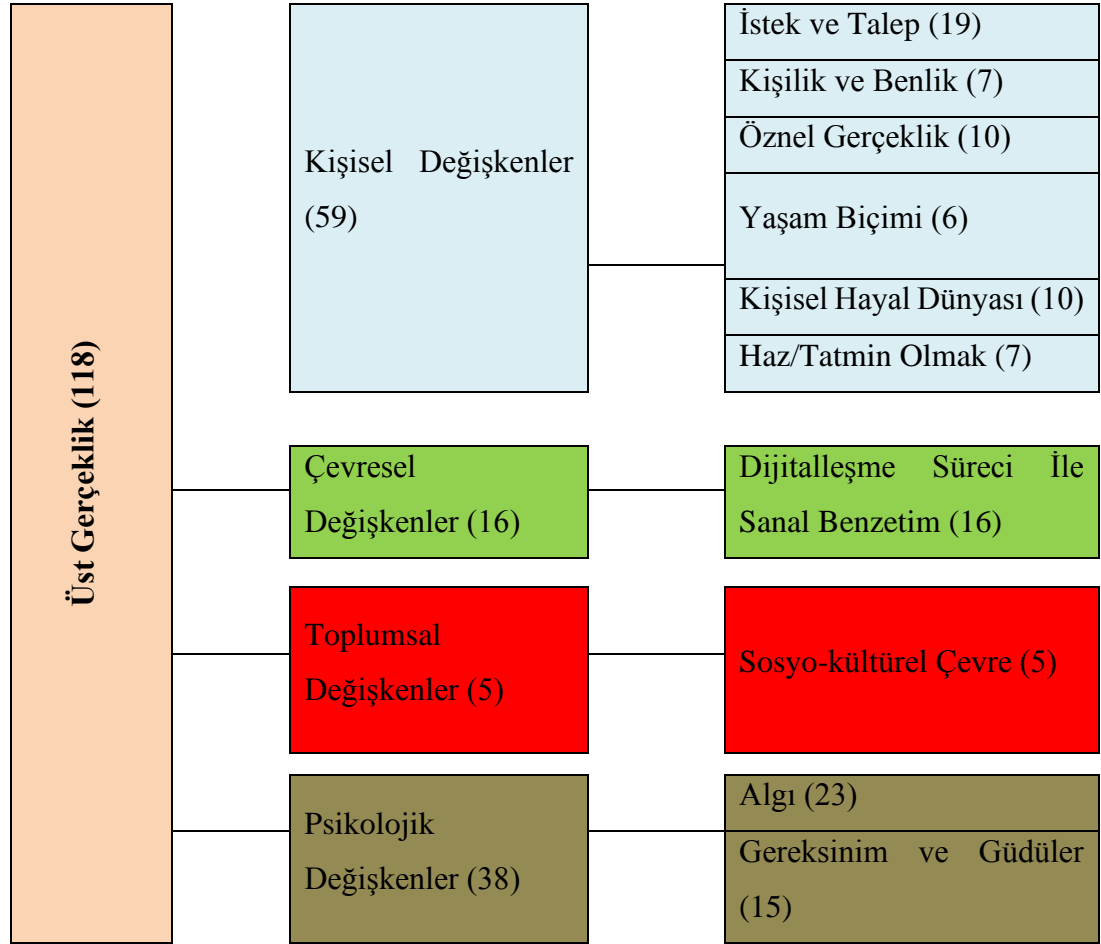 Üst Gerçeklik (118)
Kişisel Değişkenler
(59)
İstek ve Talep (19)
Kişilik ve Benlik (7)
Öznel Gerçeklik (10)
Yaşam Biçimi (6)
Kişisel Hayal Dünyası (10)
Haz/Tatmin Olmak (7)
Çevresel
Değişkenler (16)
Dijitalleşme Süreci İle
Sanal Benzetim (16)
Toplumsal
Değişkenler (5)
Sosyo-kültürel Çevre (5)
Psikolojik
Değişkenler (38)
Algı (23)
Gereksinim ve Güdüler
(15)